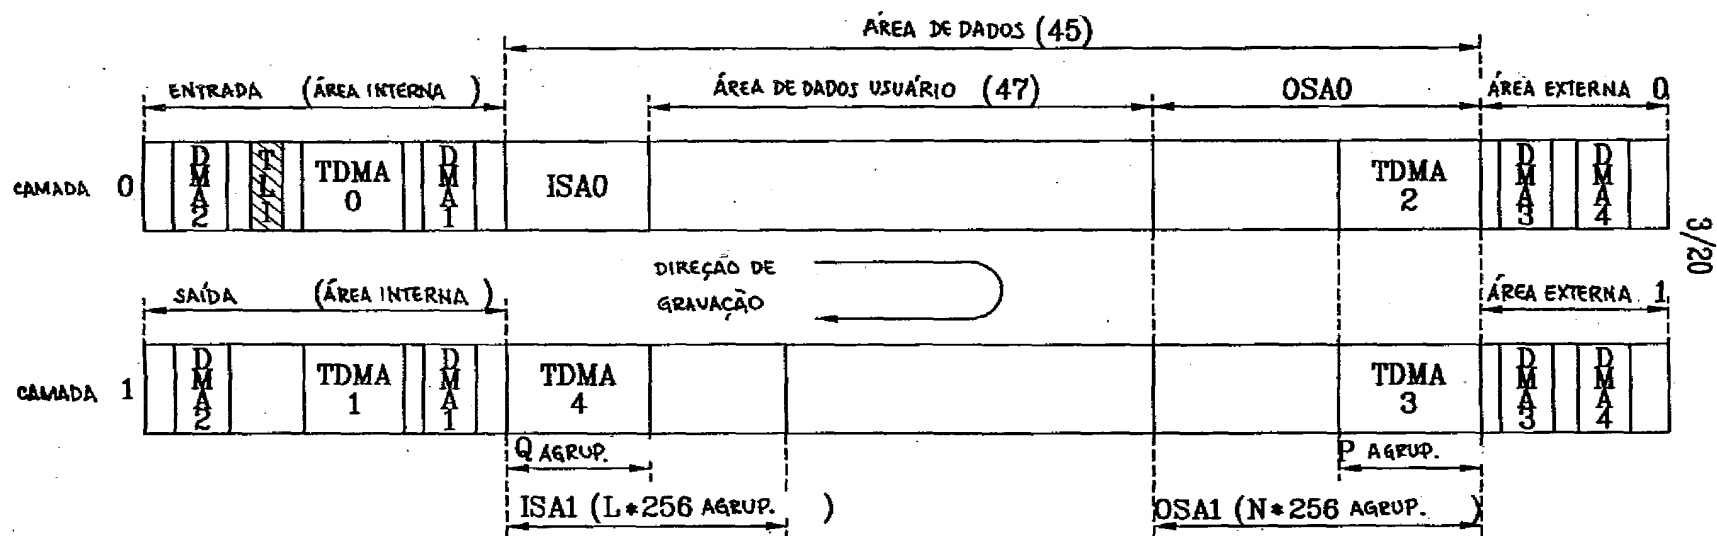 ÁREA DE DADOS (45)
ENTRADA (ÁREA INTERNA )
ÁREA DE DADOS USUÁRIO (47)
OSA0
ÁREA EXTERNA 0
CAMADA 0
DMA2
TLI
TDMA 0
DMA1
ISA0
TDMA 2
DMA3
DMA4
3/20
DIREÇÃO DE
GRAVAÇÃO
SAÍDA (ÁREA INTERNA )
ÁREA EXTERNA 1
CAMADA 1
DMA2
TDMA 1
DMA1
TDMA 4
TDMA 3
DMA3
DMA4
Q AGRUP.
P AGRUP.
ISA1 (L*256 AGRUP. )
OSA1 (N*256 AGRUP. )